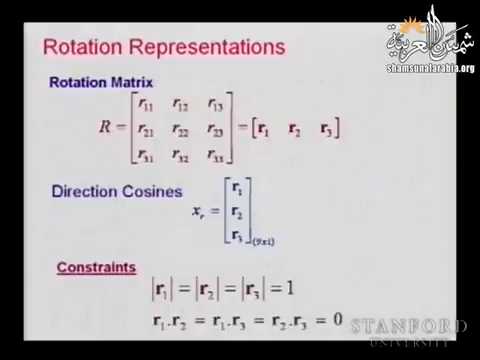 شمسنا العربية
shamsunalarabia.org
Rotation Representations
Rotation Matrix
R = [r11 r12 r13; r21 r22 r23; r31 r32 r33] = [r1 r2 r3]
Direction Cosines
xr = [r1; r2; r3](9x1)
Constraints
|r1| = |r2| = |r3| = 1
r1.r2 = r1.r3 = r2.r3 = 0
STANFORD
UNIVERSITY